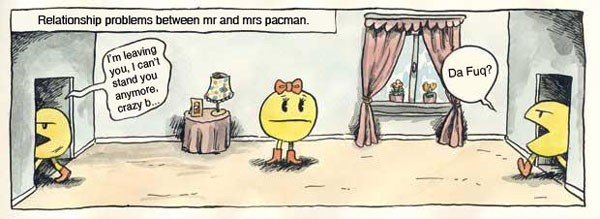 Relationship problems between mr and mrs pacman.
I'm leaving
you, I can't
stand you
anymore,
crazy b...
Da Fuq?